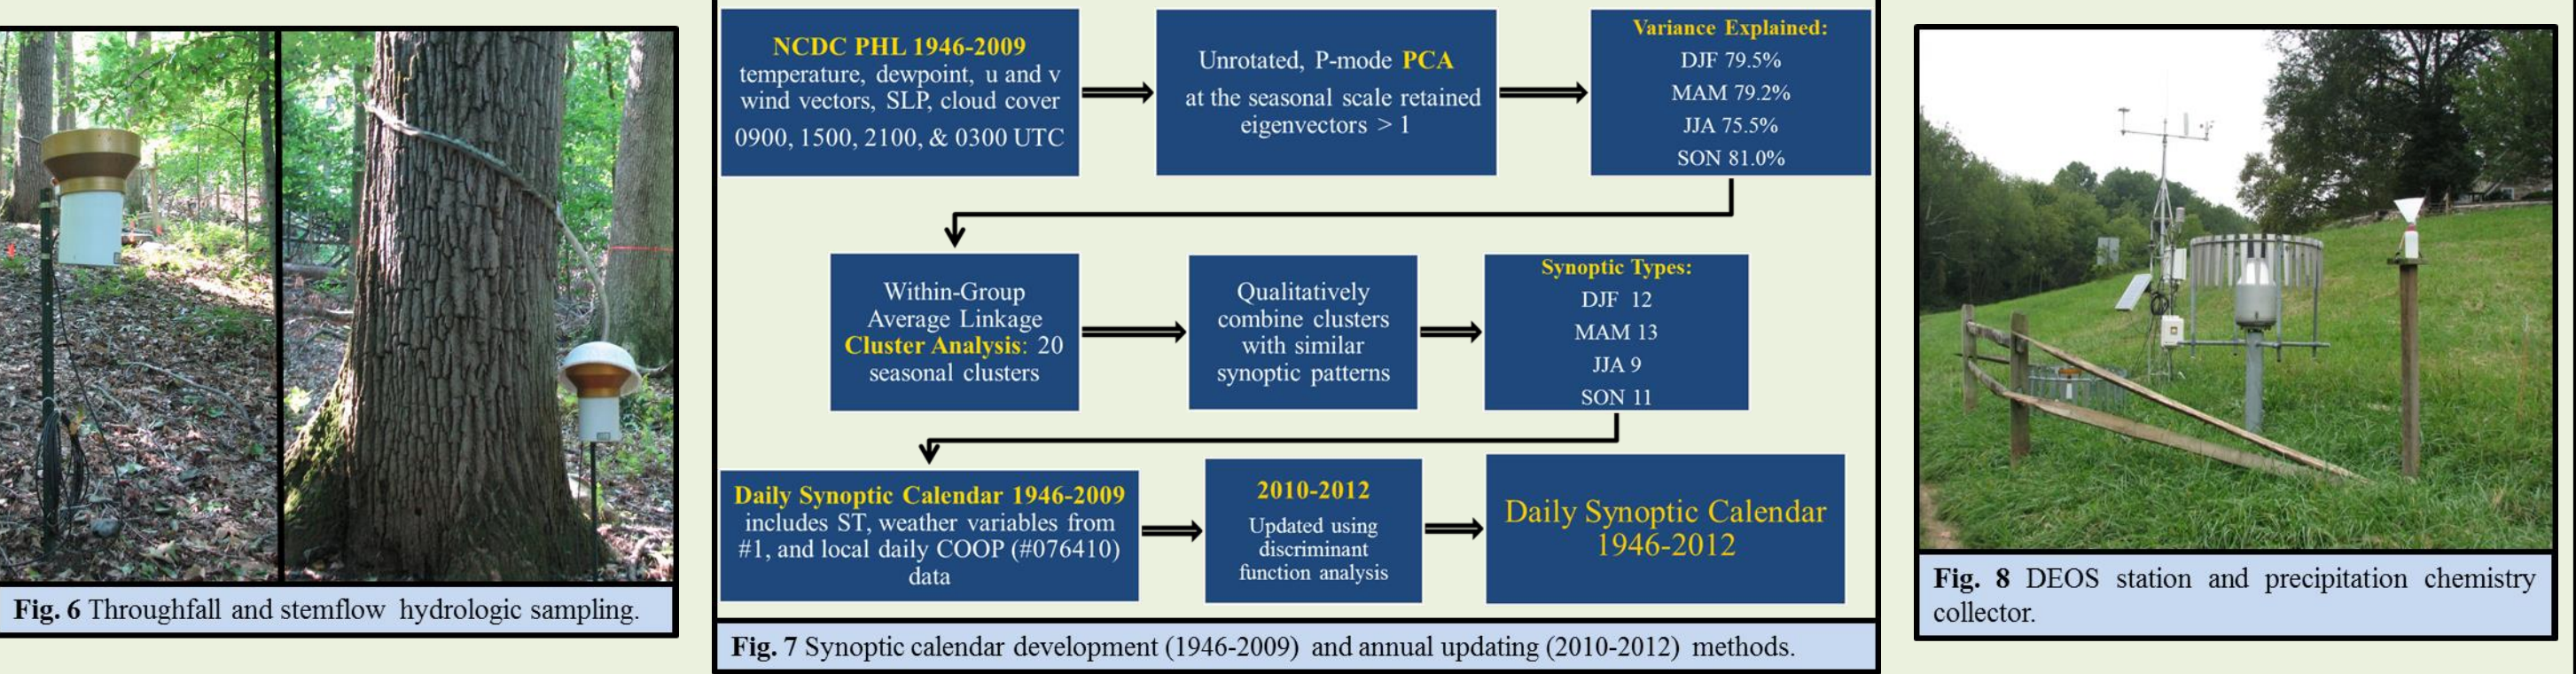 Fig. 6 Throughfall and stemflow hydrologic sampling.
NCDC PHL 1946-2009
temperature, dewpoint, u and v
wind vectors, SLP, cloud cover
0900, 1500, 2100, & 0300 UTC
Unrotated, P-mode PCA
at the seasonal scale retained
eigenvectors > 1
Variance Explained:
DJF 79.5%
MAM 79.2%
JJA 75.5%
SON 81.0%
Within-Group
Average Linkage
Cluster Analysis: 20
seasonal clusters
Qualitatively
combine clusters
with similar
synoptic patterns
Synoptic Types:
DJF 12
MAM 13
JJA 9
SON 11
Daily Synoptic Calendar 1946-2009
includes ST, weather variables from
#1, and local daily COOP (#076410)
data
2010-2012
Updated using
discriminant
function analysis
Daily Synoptic Calendar
1946-2012
Fig. 7 Synoptic calendar development (1946-2009) and annual updating (2010-2012) methods.
Fig. 8 DEOS station and precipitation chemistry
collector.